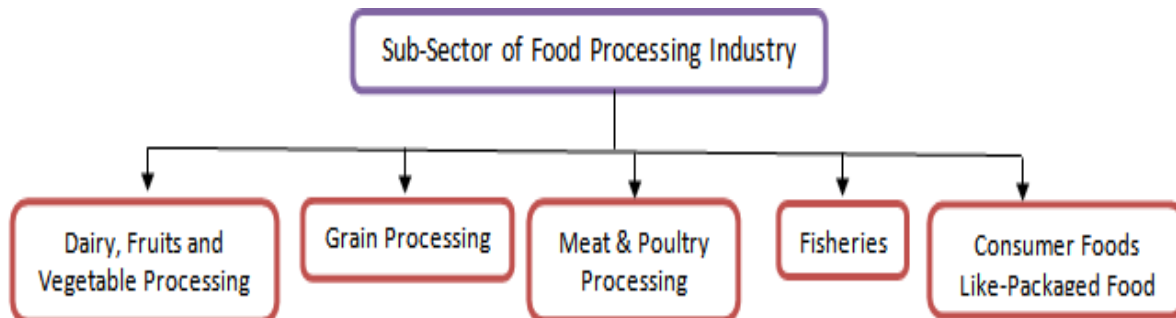 Sub-Sector of Food Processing Industry
Dairy, Fruits and
Vegetable Processing
Grain Processing
Meat & Poultry
Processing
Fisheries
Consumer Foods
Like-Packaged Food